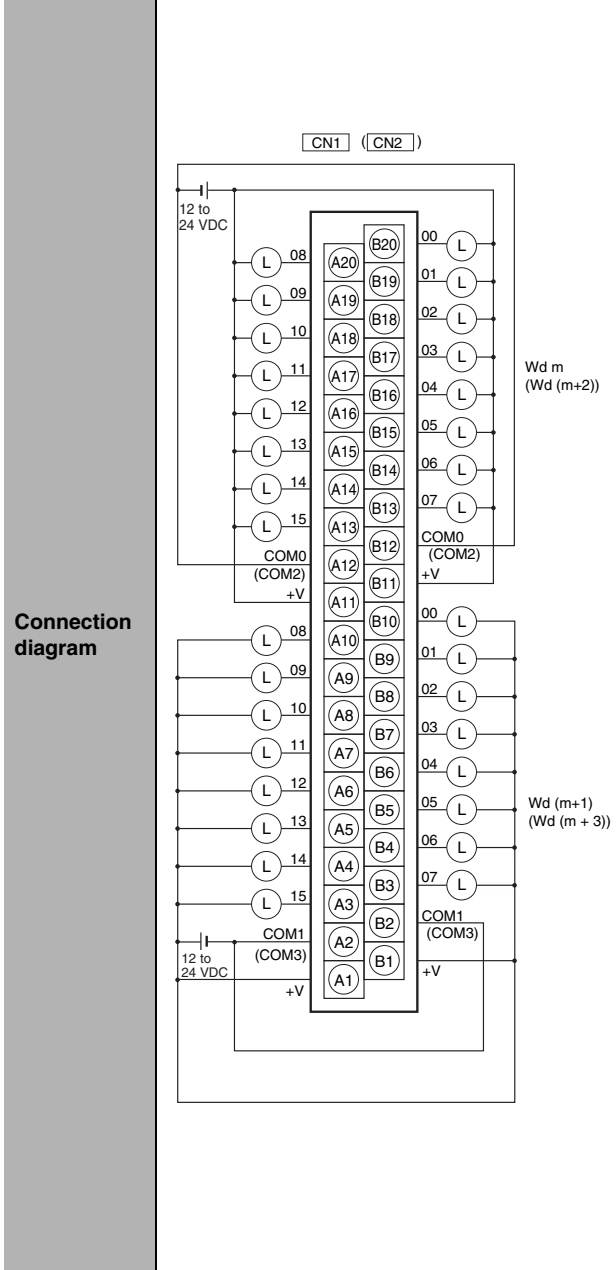 Connection
diagram
CN1 (CN2)
12 to
24 VDC
B20 00 L
L 08 A20
B19 01 L
L 09 A19
B18 02 L
L 10 A18
B17 03 L
L 11 A17
B16 04 L
L 12 A16
B15 05 L
L 13 A15
B14 06 L
L 14 A14
B13 07 L
L 15 A13
B12 COM0
(COM2)
COM0
(COM2)
A12
B11 +V
+V A11
Wd m
(Wd (m+2))
B10 00 L
L 08 A10
B9 01 L
L 09 A9
B8 02 L
L 10 A8
B7 03 L
L 11 A7
B6 04 L
L 12 A6
B5 05 L
L 13 A5
B4 06 L
L 14 A4
B3 07 L
L 15 A3
B2 COM1
(COM3)
COM1
(COM3)
A2
B1 +V
+V A1
12 to
24 VDC
Wd (m+1)
(Wd (m + 3))